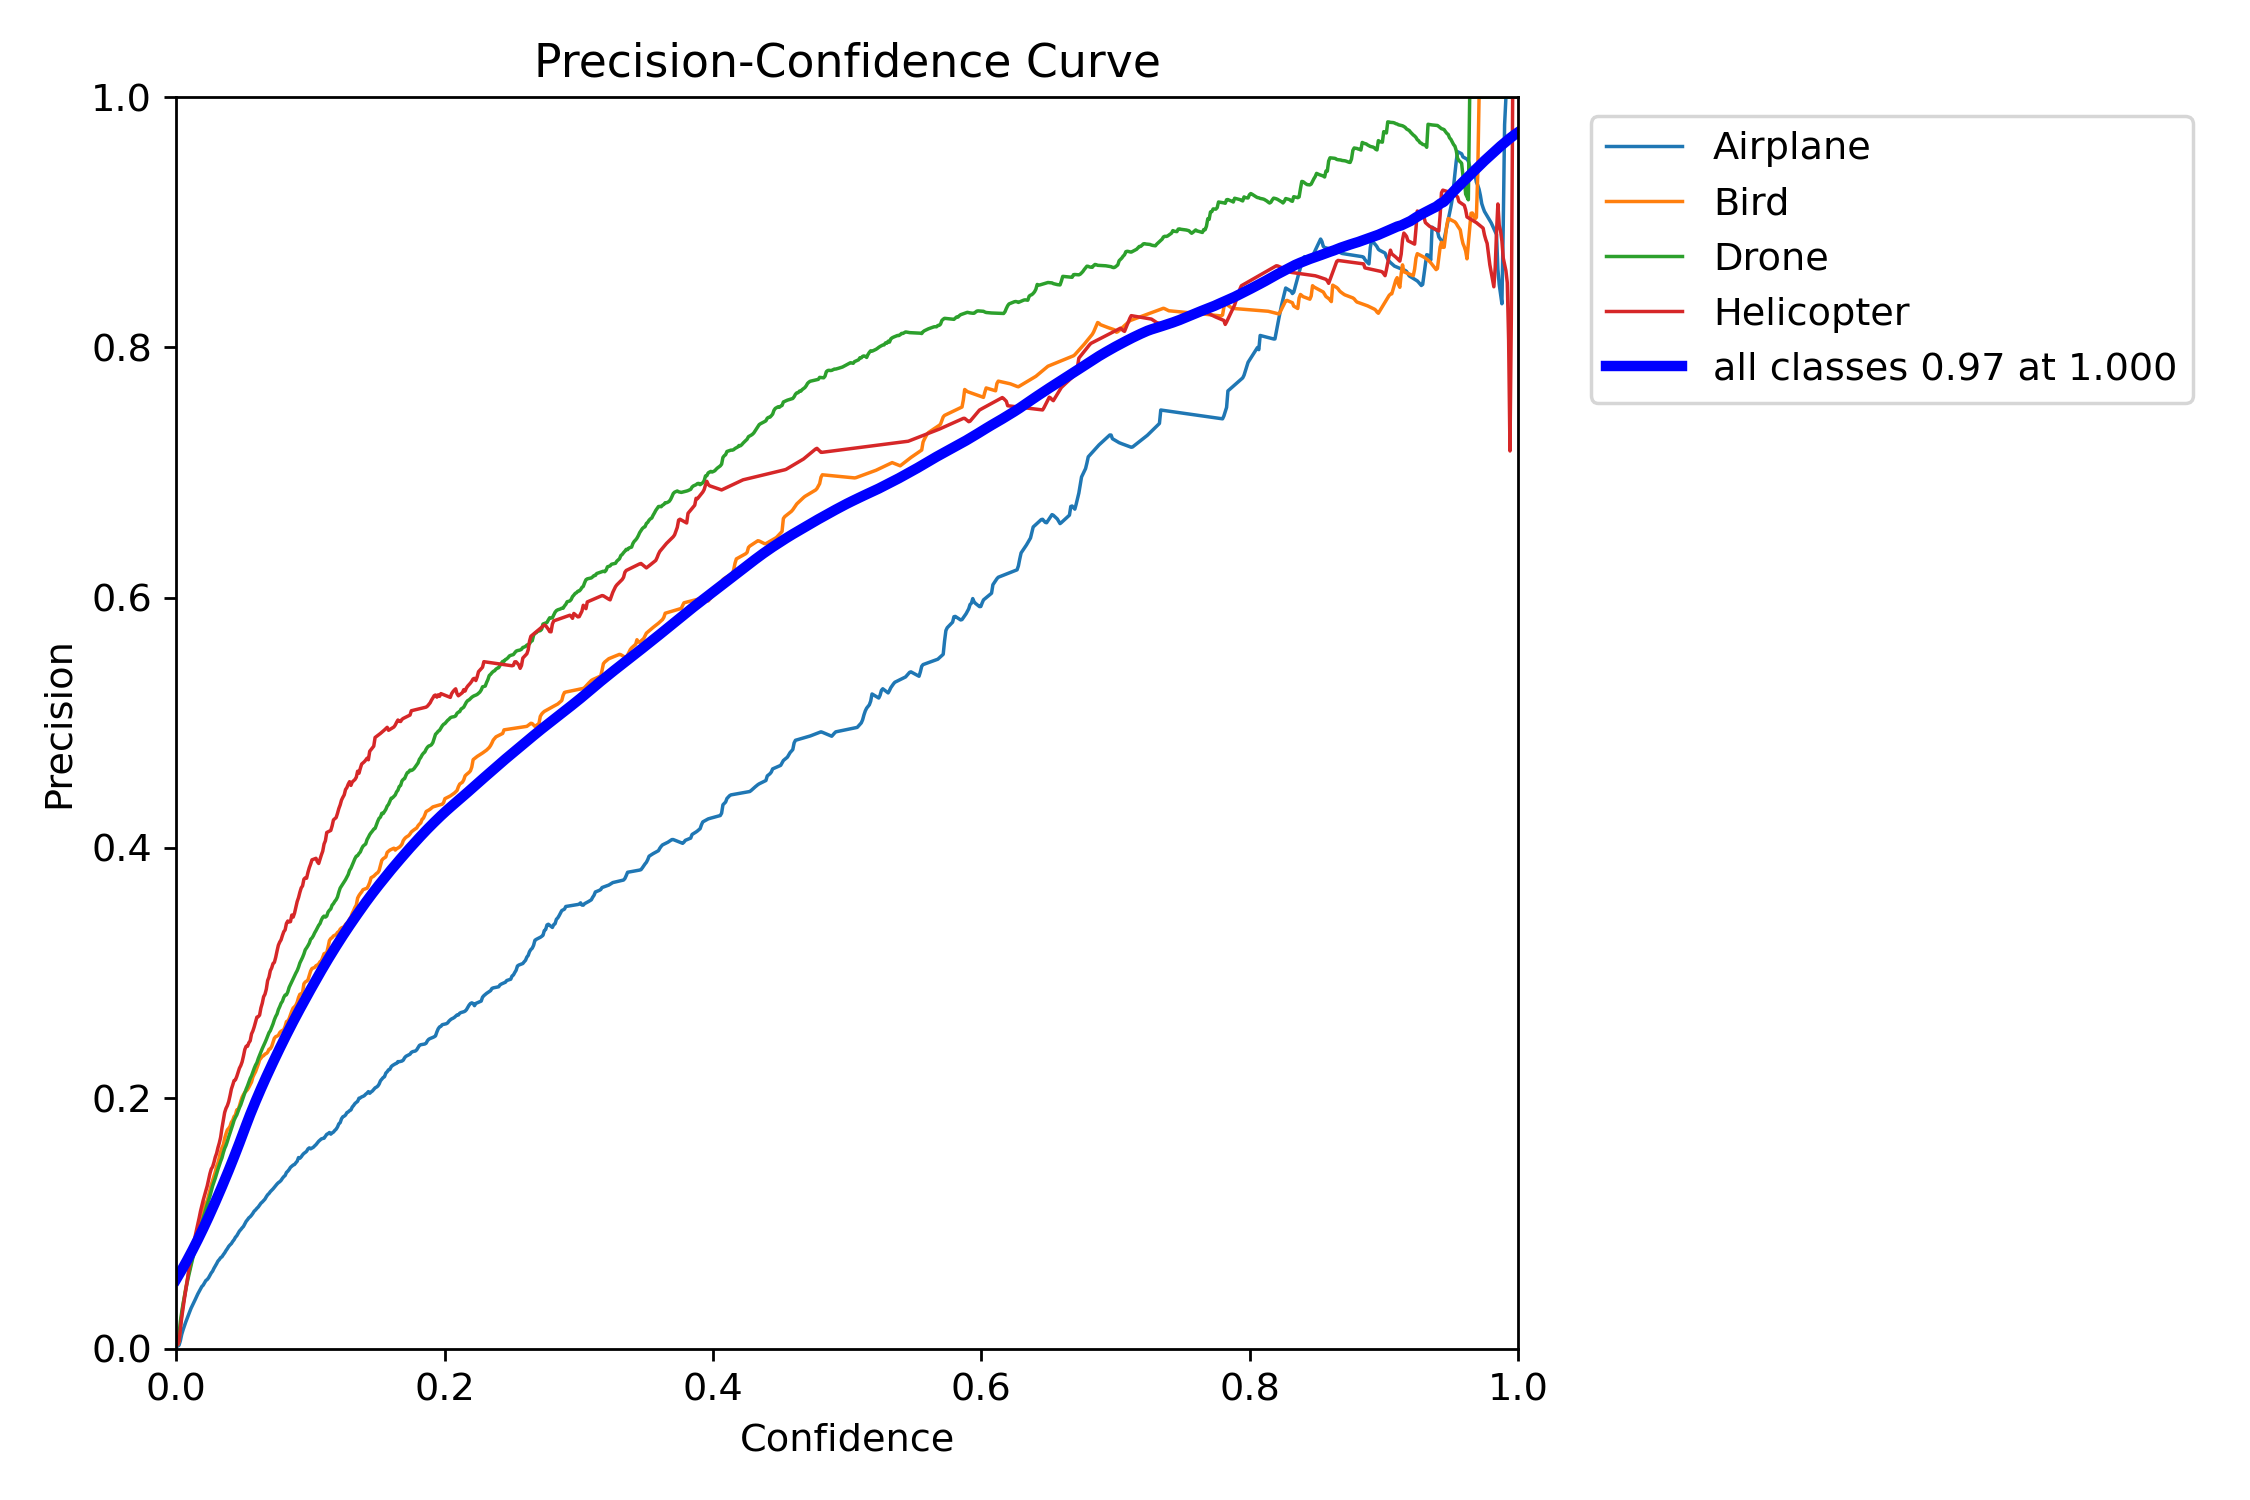 Precision-Confidence Curve
Airplane
Bird
Drone
Helicopter
all classes 0.97 at 1.000
Precision
1.0
0.8
0.6
0.4
0.2
0.0
0.0 0.2 0.4 0.6 0.8 1.0
Confidence